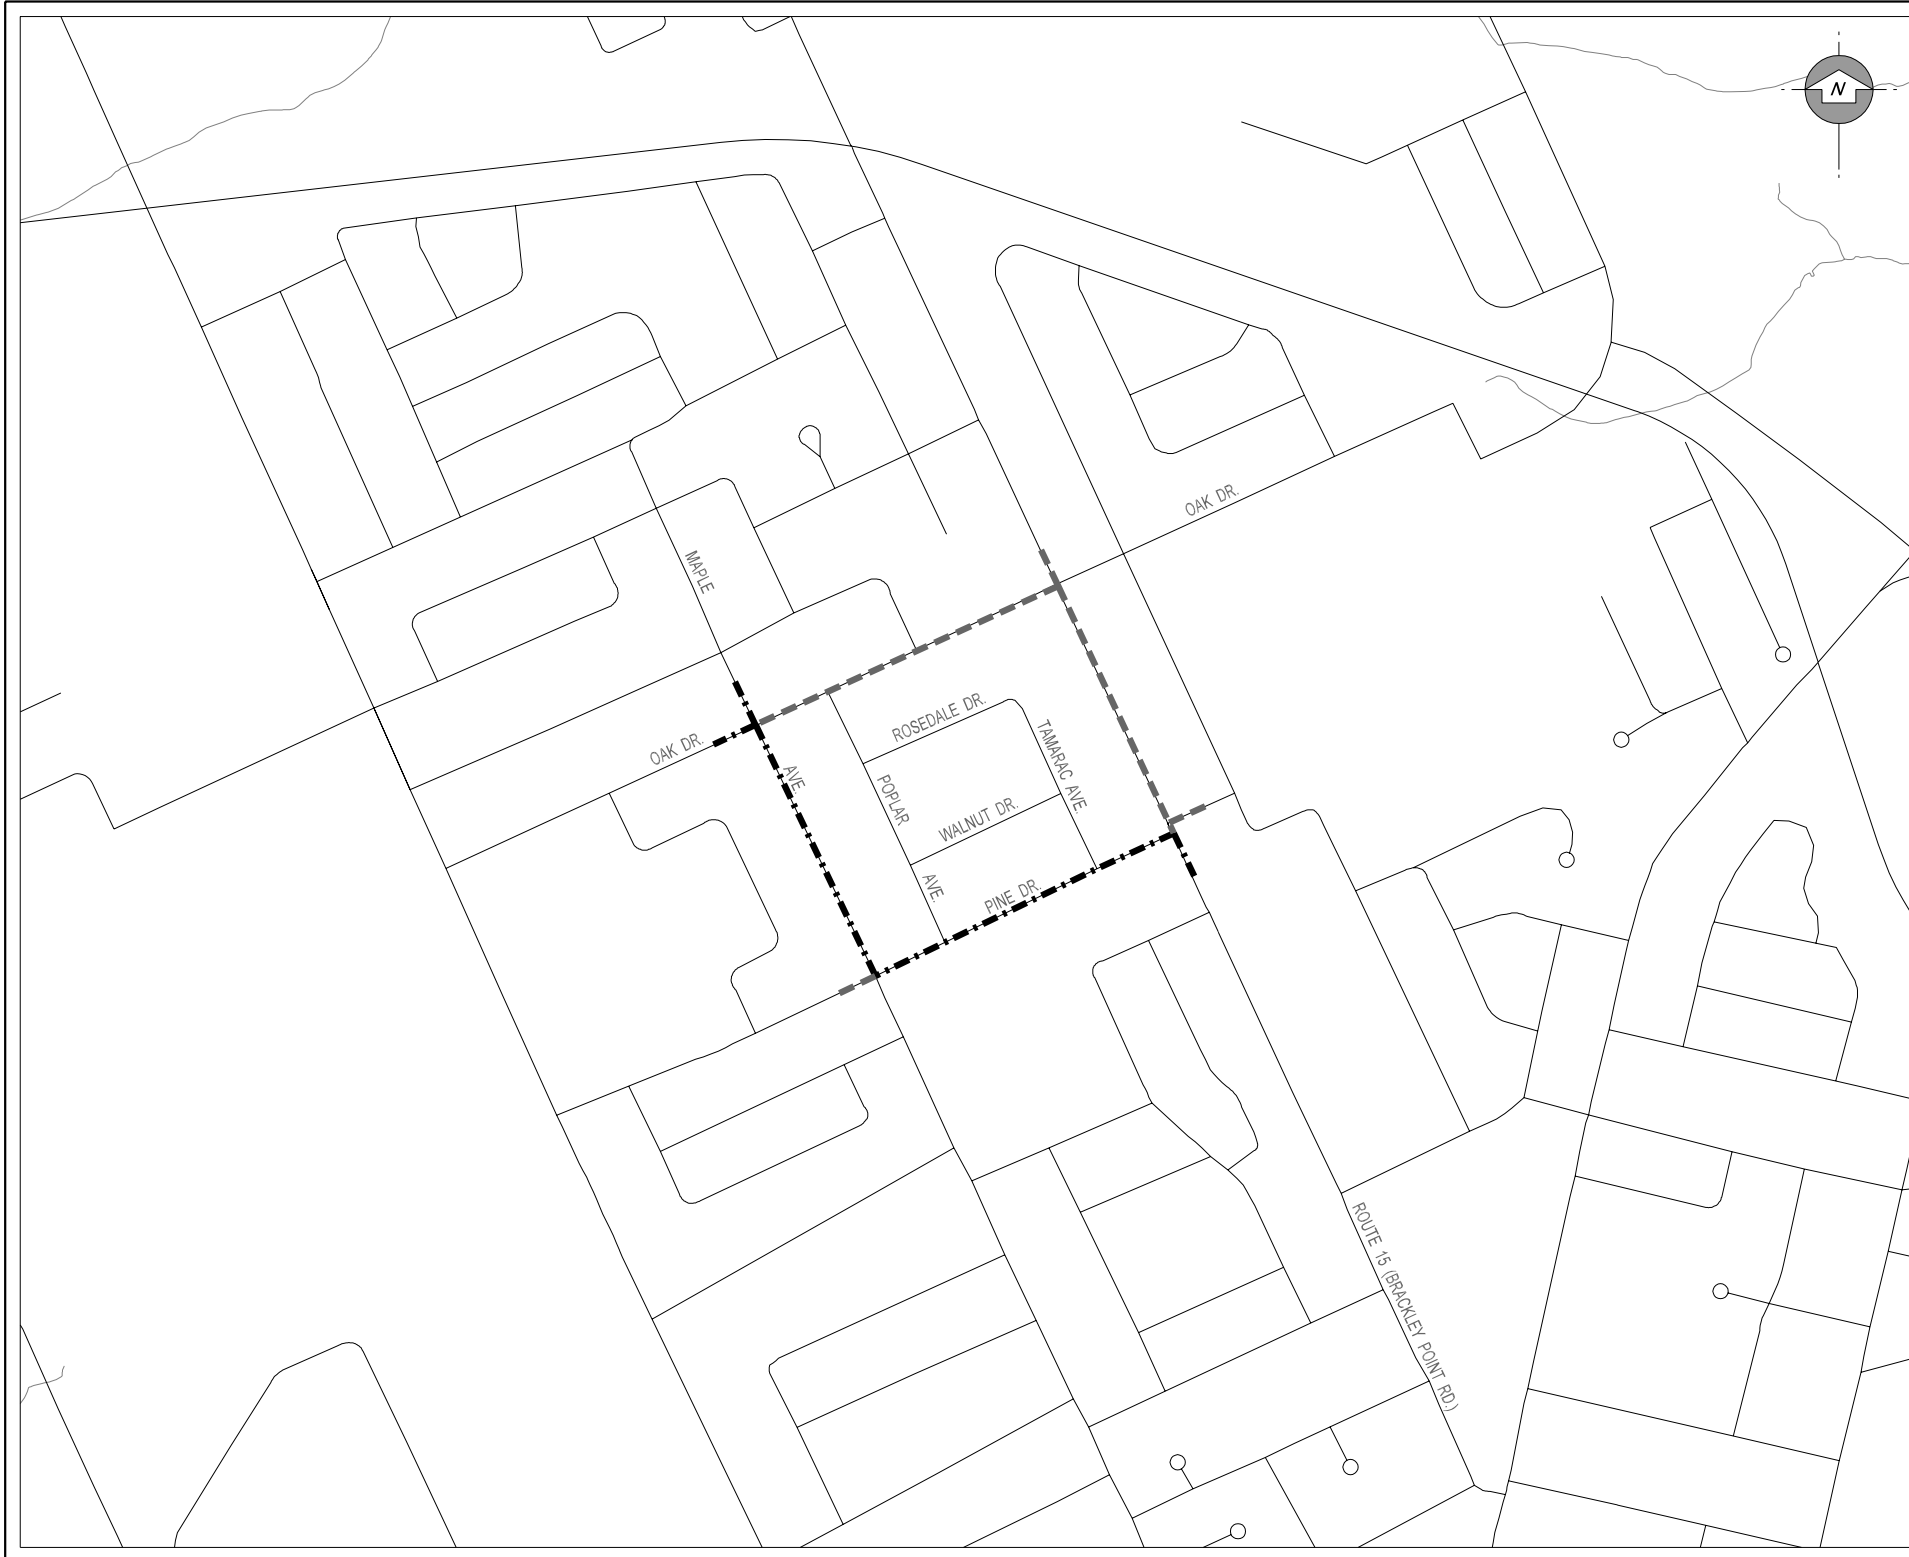 N
OAK DR.
MAPLE
AVE.
OAK DR.
ROSEDALE DR.
TAMARAC AVE.
POPLAR
AVE.
WALNUT DR.
PINE DR.
ROUTE 15 (BRACKLEY POINT RD.)